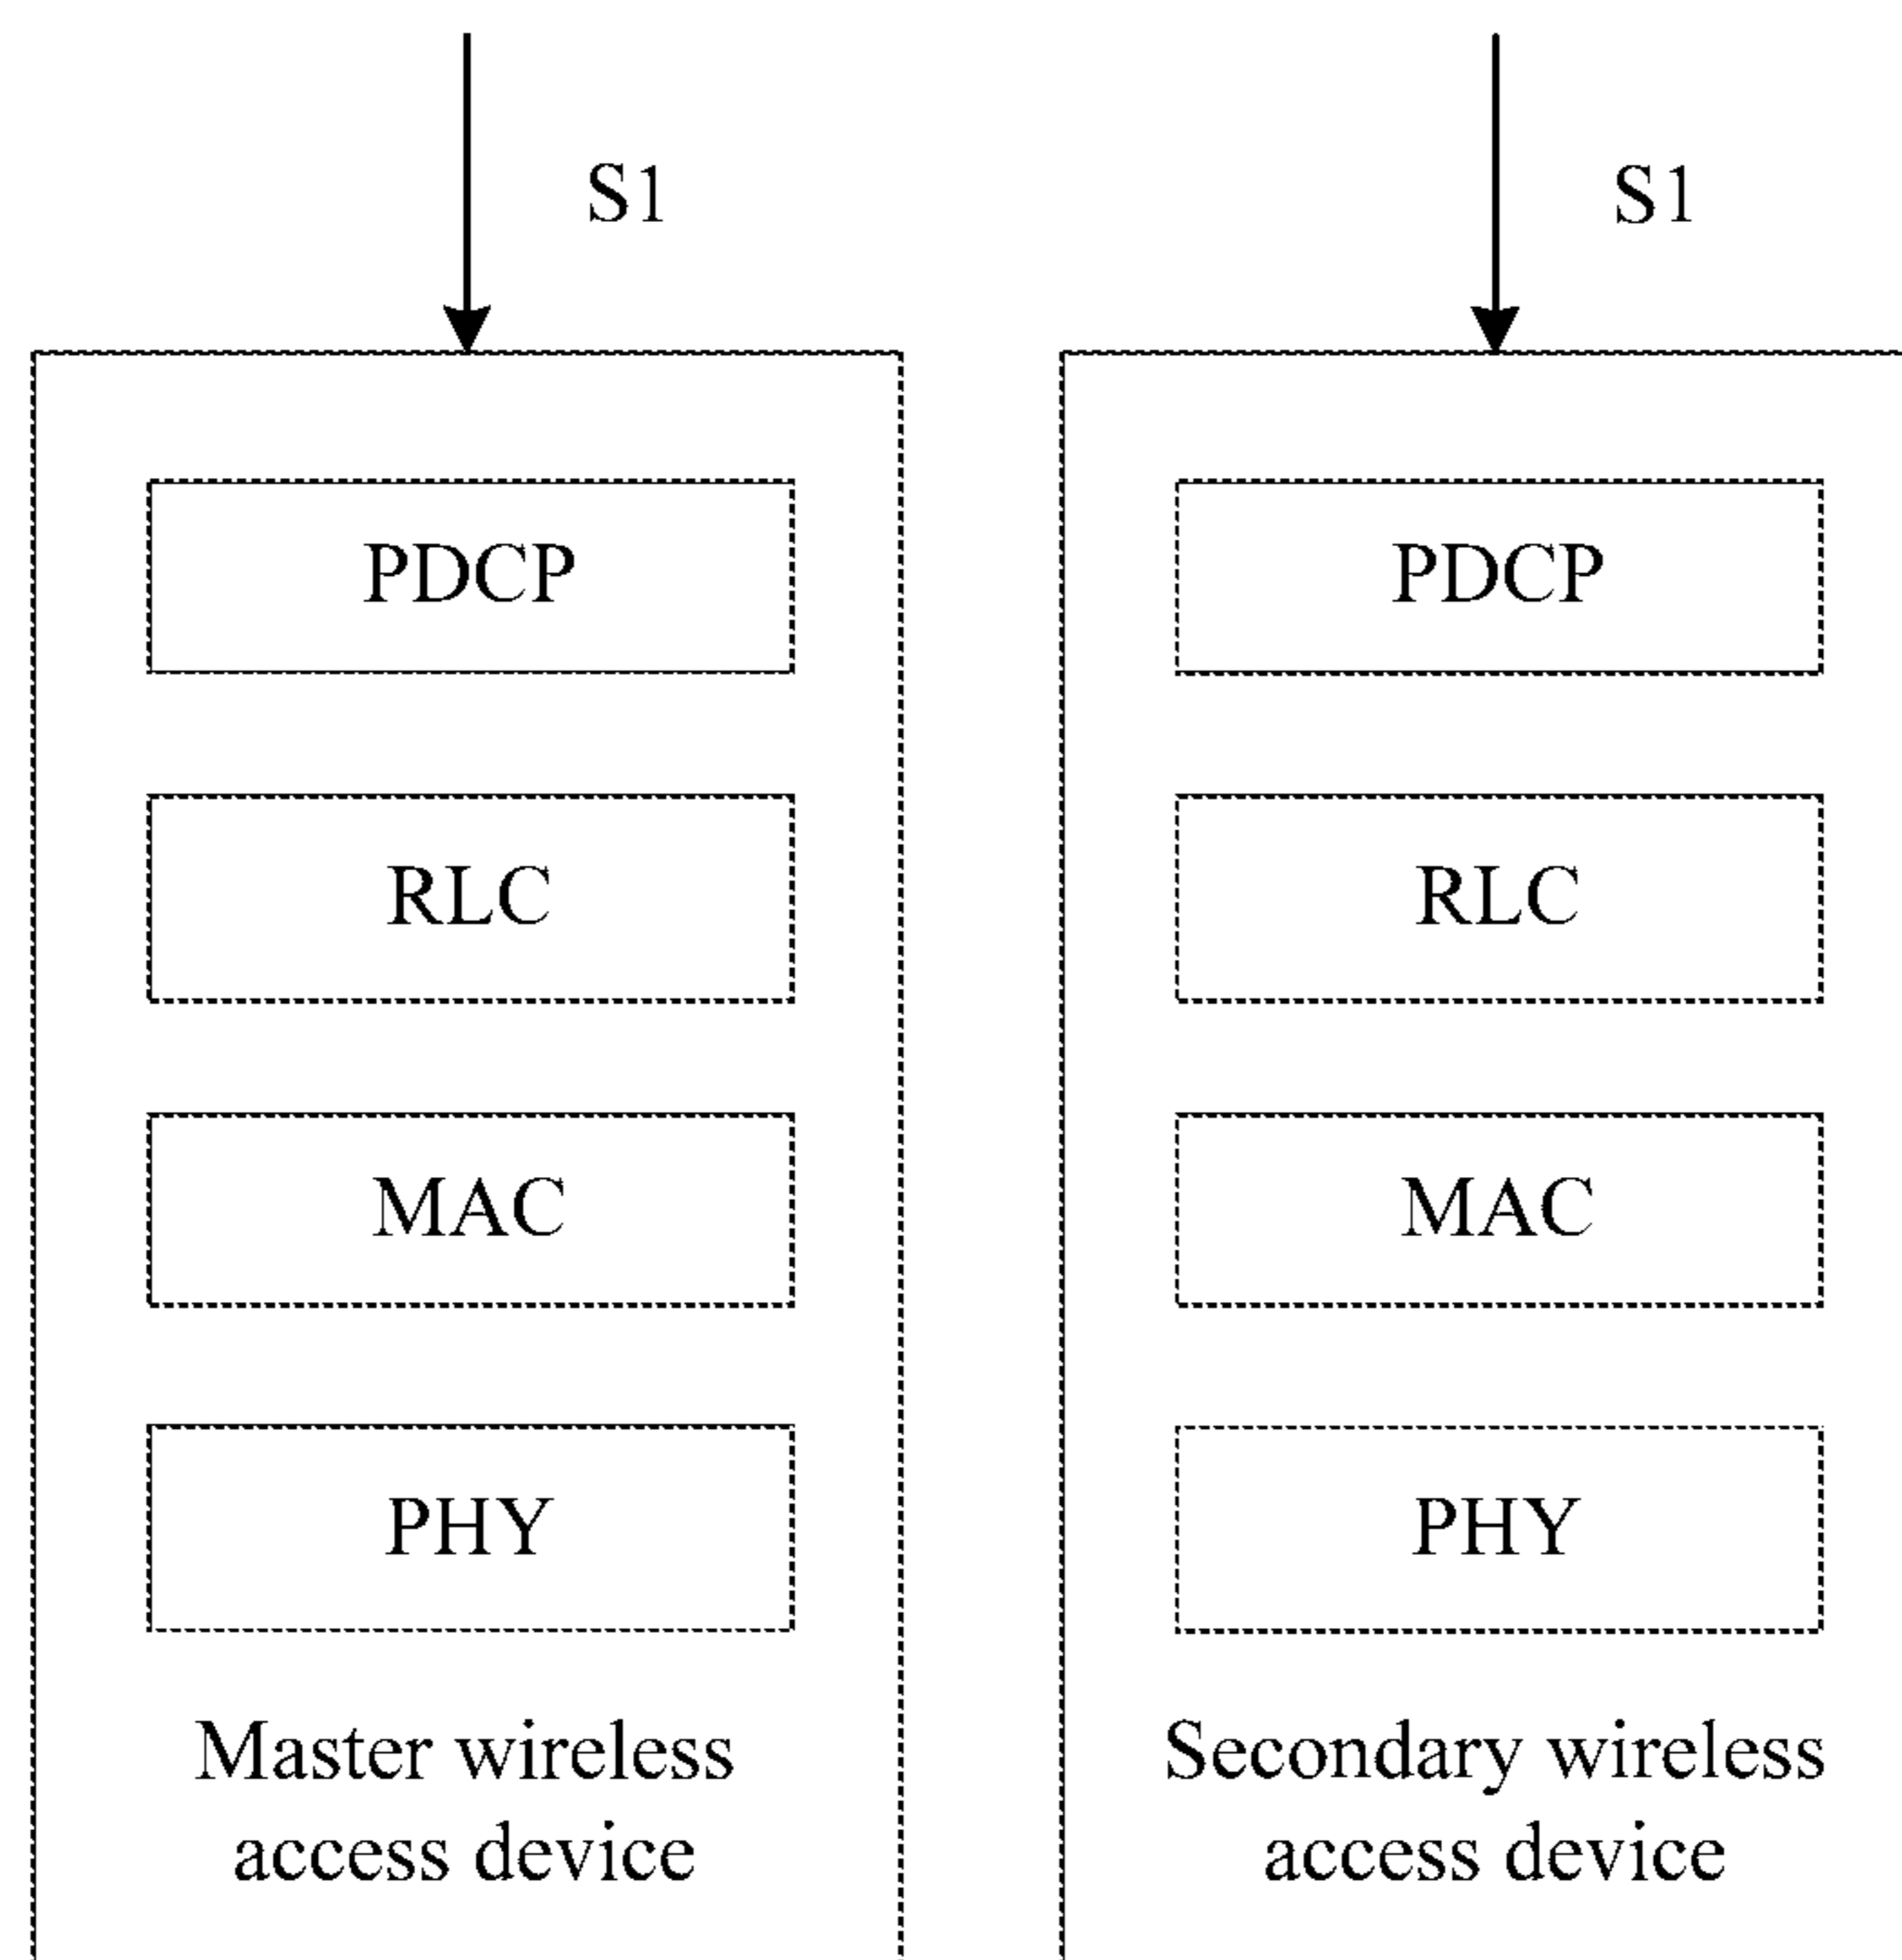 S1
PDCP
RLC
MAC
PHY
Master wireless
access device
S1
PDCP
RLC
MAC
PHY
Secondary wireless
access device